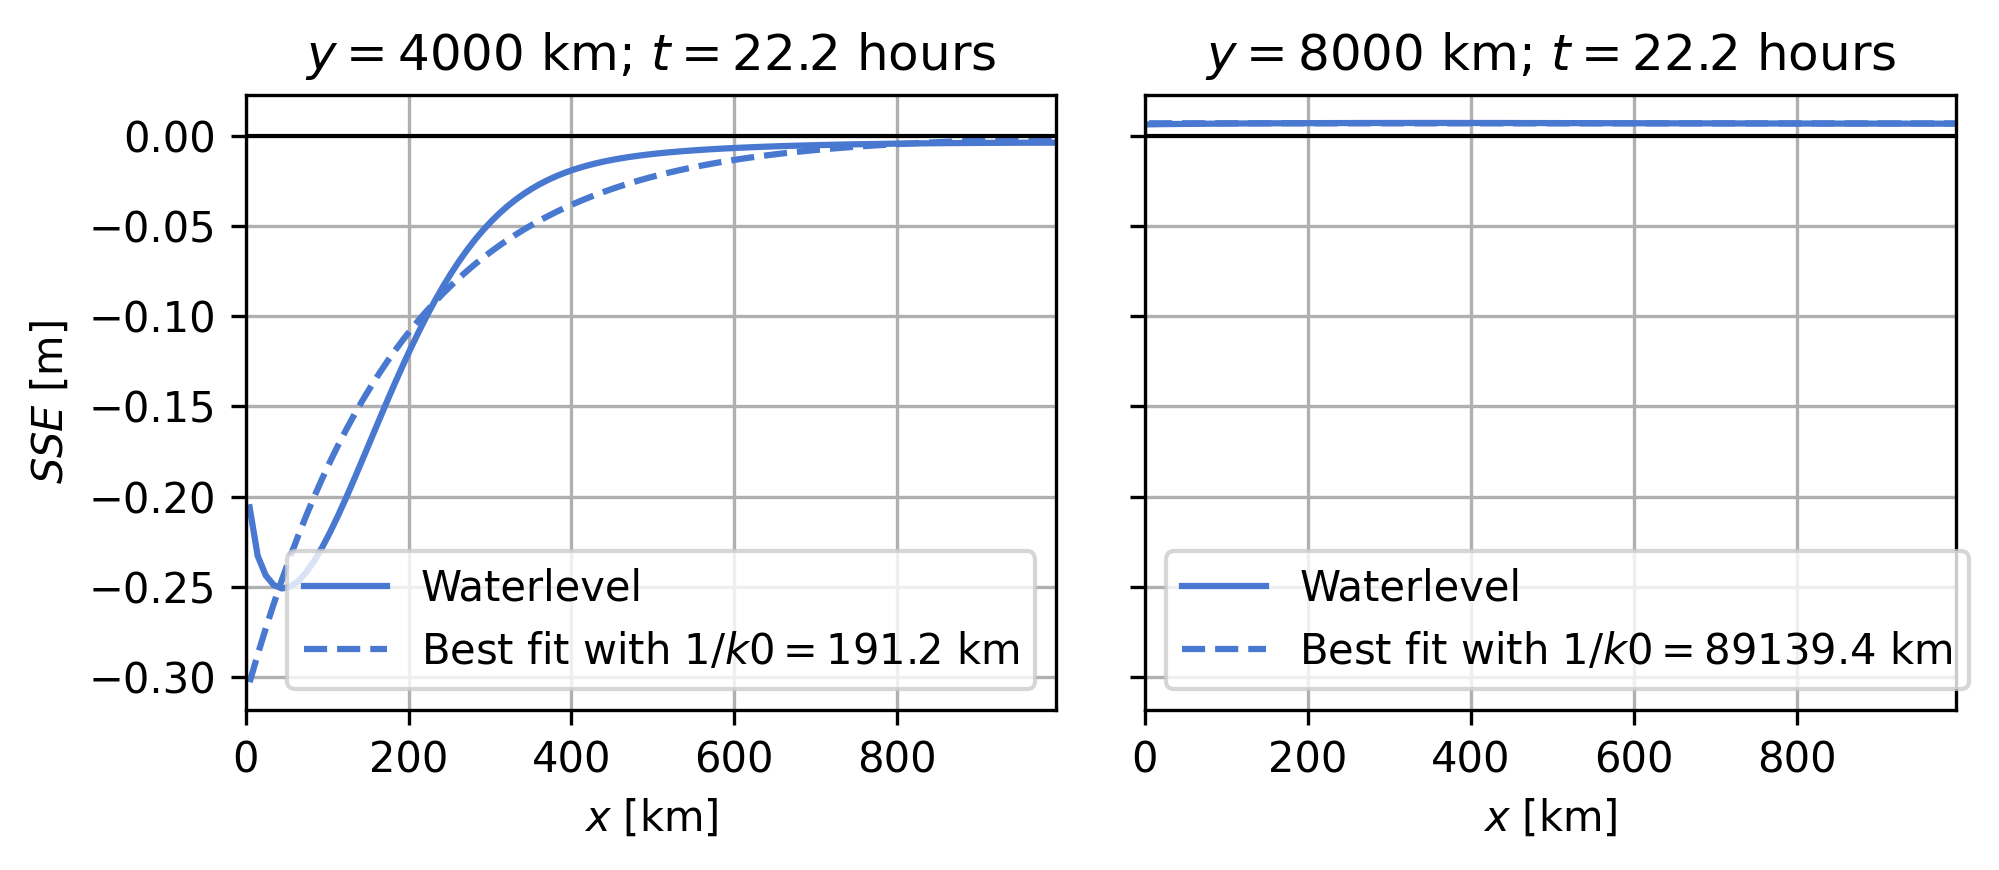 y = 4000 km; t = 22.2 hours
y = 8000 km; t = 22.2 hours
0.00
−0.05
−0.10
−0.15
−0.20
−0.25
−0.30
SSE [m]
Waterlevel
Best fit with 1/k0 = 191.2 km
Waterlevel
Best fit with 1/k0 = 89139.4 km
0 200 400 600 800
0 200 400 600 800
x [km]
x [km]